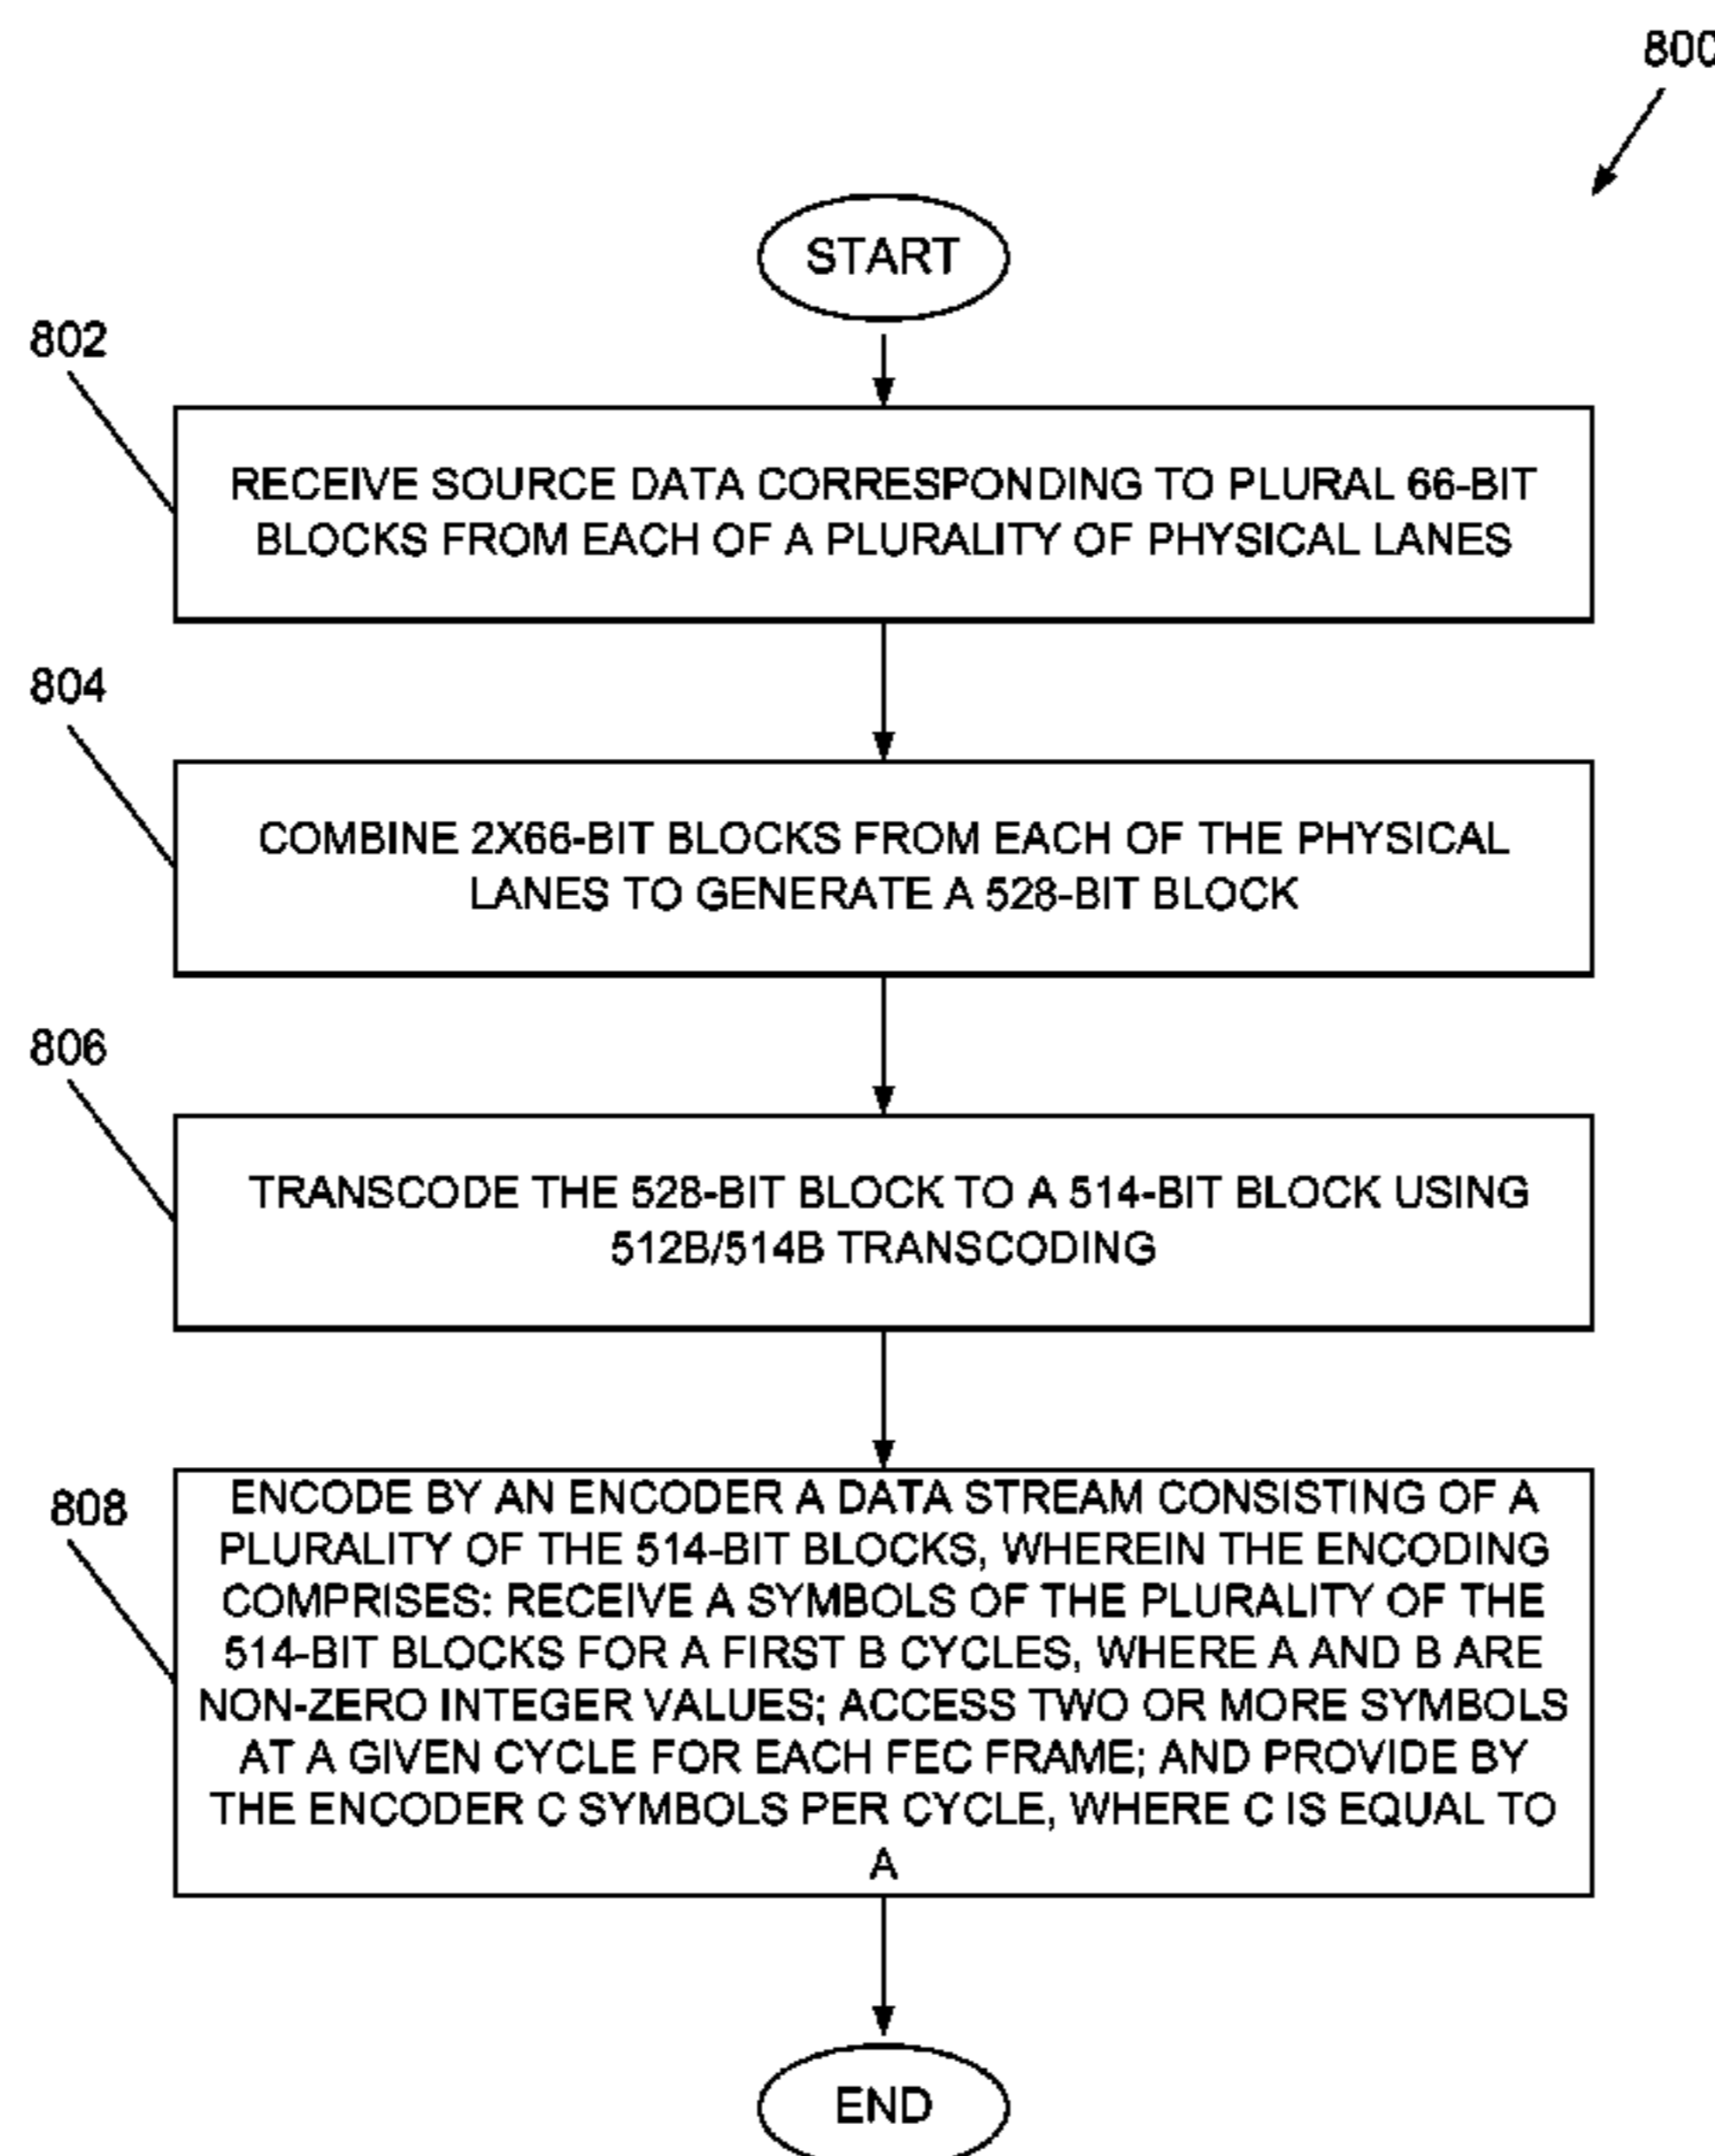 800
START
802
RECEIVE SOURCE DATA CORRESPONDING TO PLURAL 66-BIT
BLOCKS FROM EACH OF A PLURALITY OF PHYSICAL LANES
804
COMBINE 2X66-BIT BLOCKS FROM EACH OF THE PHYSICAL
LANES TO GENERATE A 528-BIT BLOCK
806
TRANSCODE THE 528-BIT BLOCK TO A 514-BIT BLOCK USING
512B/514B TRANSCODING
808
ENCODE BY AN ENCODER A DATA STREAM CONSISTING OF A
PLURALITY OF THE 514-BIT BLOCKS, WHEREIN THE ENCODING
COMPRISES: RECEIVE A SYMBOLS OF THE PLURALITY OF THE
514-BIT BLOCKS FOR A FIRST B CYCLES, WHERE A AND B ARE
NON-ZERO INTEGER VALUES; ACCESS TWO OR MORE SYMBOLS
AT A GIVEN CYCLE FOR EACH FEC FRAME; AND PROVIDE BY
THE ENCODER C SYMBOLS PER CYCLE, WHERE C IS EQUAL TO
A
END